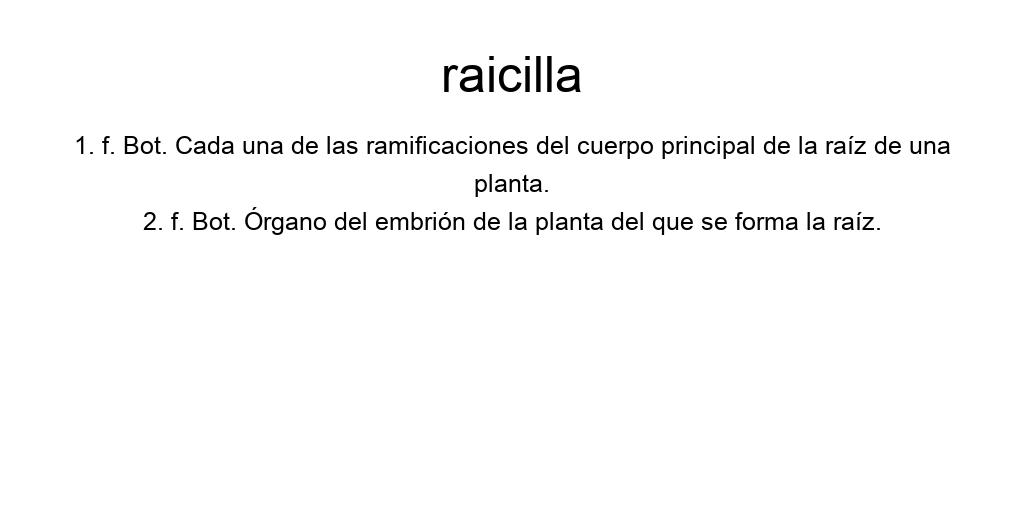 raicilla
1. f. Bot. Cada una de las ramificaciones del cuerpo principal de la raíz de una
planta.
2. f. Bot. Órgano del embrión de la planta del que se forma la raíz.